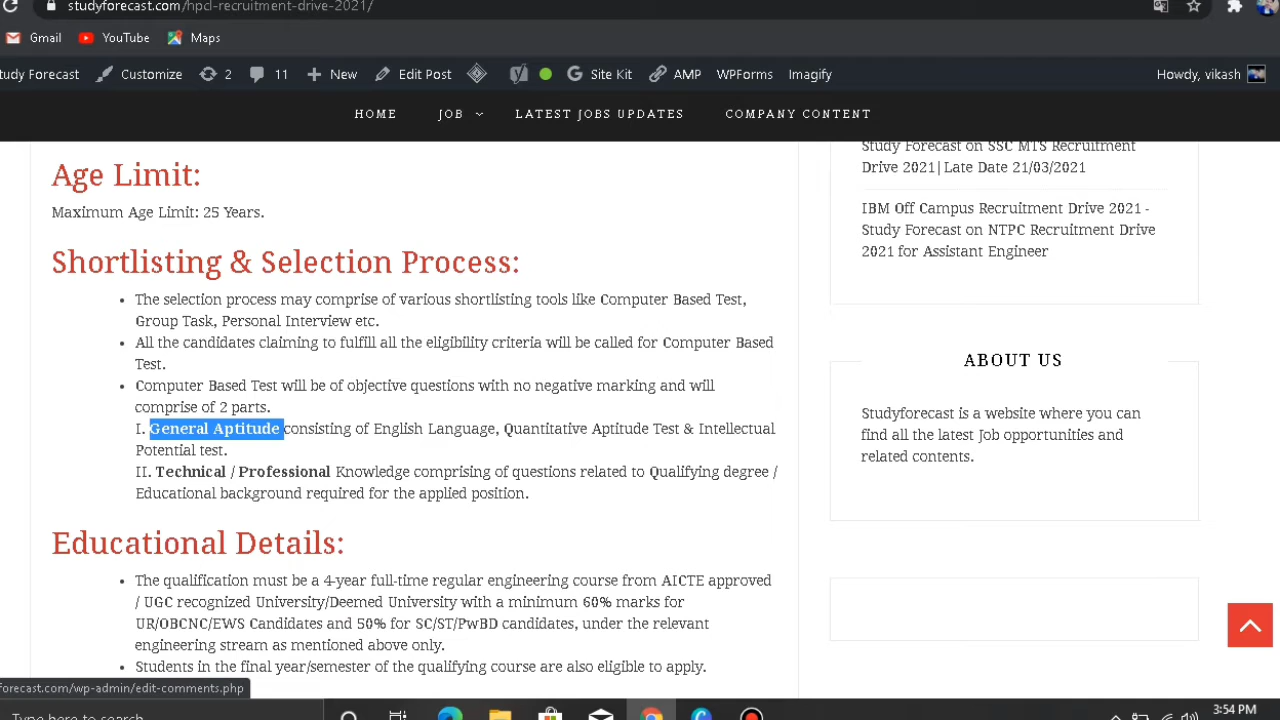 studyforecast.com/hpcl-recruitment-drive-2021/
Gmail YouTube Maps
tudy Forecast Customize 2 11 New Edit Post Site Kit AMP WPForms Imagify Howdy, vikash
HOME JOB LATEST JOBS UPDATES COMPANY CONTENT
Age Limit:
Maximum Age Limit: 25 Years.
Shortlisting & Selection Process:
• The selection process may comprise of various shortlisting tools like Computer Based Test,
Group Task, Personal Interview etc.
• All the candidates claiming to fulfill all the eligibility criteria will be called for Computer Based
Test.
• Computer Based Test will be of objective questions with no negative marking and will
comprise of 2 parts.
I. General Aptitude consisting of English Language, Quantitative Aptitude Test & Intellectual
Potential test.
II. Technical / Professional Knowledge comprising of questions related to Qualifying degree /
Educational background required for the applied position.
Educational Details:
• The qualification must be a 4-year full-time regular engineering course from AICTE approved
/ UGC recognized University/Deemed University with a minimum 60% marks for
UR/OBCNC/EWS Candidates and 50% for SC/ST/PwBD candidates, under the relevant
engineering stream as mentioned above only.
• Students in the final year/semester of the qualifying course are also eligible to apply.
Study Forecast on SSC MTS Recruitment
Drive 2021| Late Date 21/03/2021
IBM Off Campus Recruitment Drive 2021 -
Study Forecast on NTPC Recruitment Drive
2021 for Assistant Engineer
ABOUT US
Studyforecast is a website where you can
find all the latest Job opportunities and
related contents.
forecast.com/wp-admin/edit-comments.php
Type here to search
3:54 PM